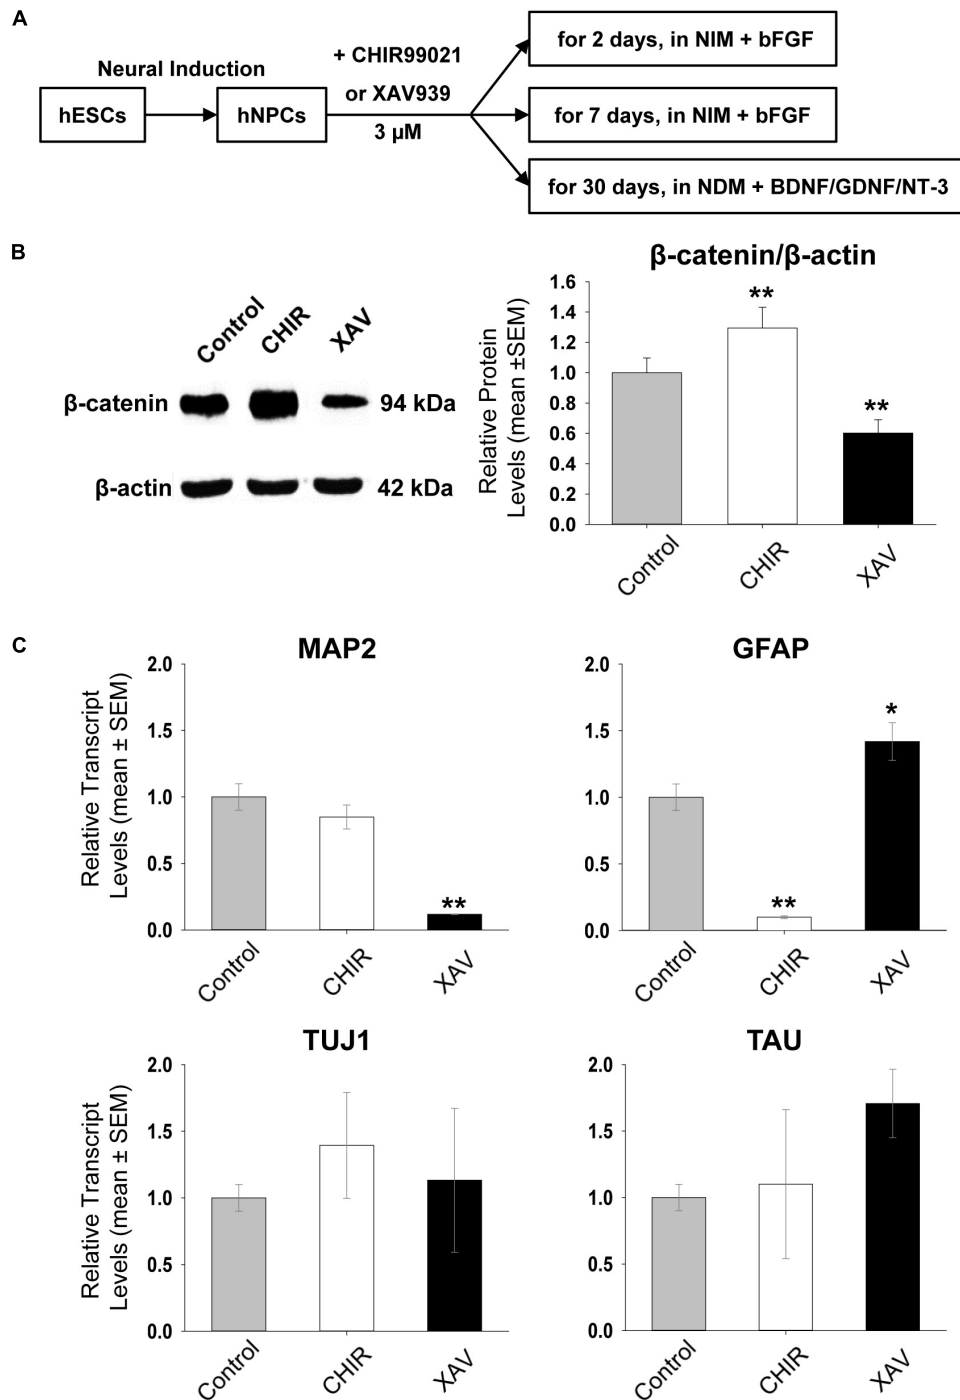 A
Neural Induction
+ CHIR99021
or XAV939
3 µM
hESCs
hNPCs
for 2 days, in NIM + bFGF
for 7 days, in NIM + bFGF
for 30 days, in NDM + BDNF/GDNF/NT-3
B
Control
CHIR
XAV
β-catenin
94 kDa
β-actin
42 kDa
β-catenin/β-actin
Relative Protein
Levels (mean ±SEM)
1.6
1.4
1.2
1.0
0.8
0.6
0.4
0.2
0.0
**
**
Control
CHIR
XAV
C
MAP2
Relative Transcript
Levels (mean ± SEM)
2.0
1.5
1.0
0.5
0.0
**
Control
CHIR
XAV
GFAP
2.0
1.5
1.0
0.5
0.0
**
*
Control
CHIR
XAV
TUJ1
Relative Transcript
Levels (mean ± SEM)
2.0
1.5
1.0
0.5
0.0
Control
CHIR
XAV
TAU
2.0
1.5
1.0
0.5
0.0
Control
CHIR
XAV